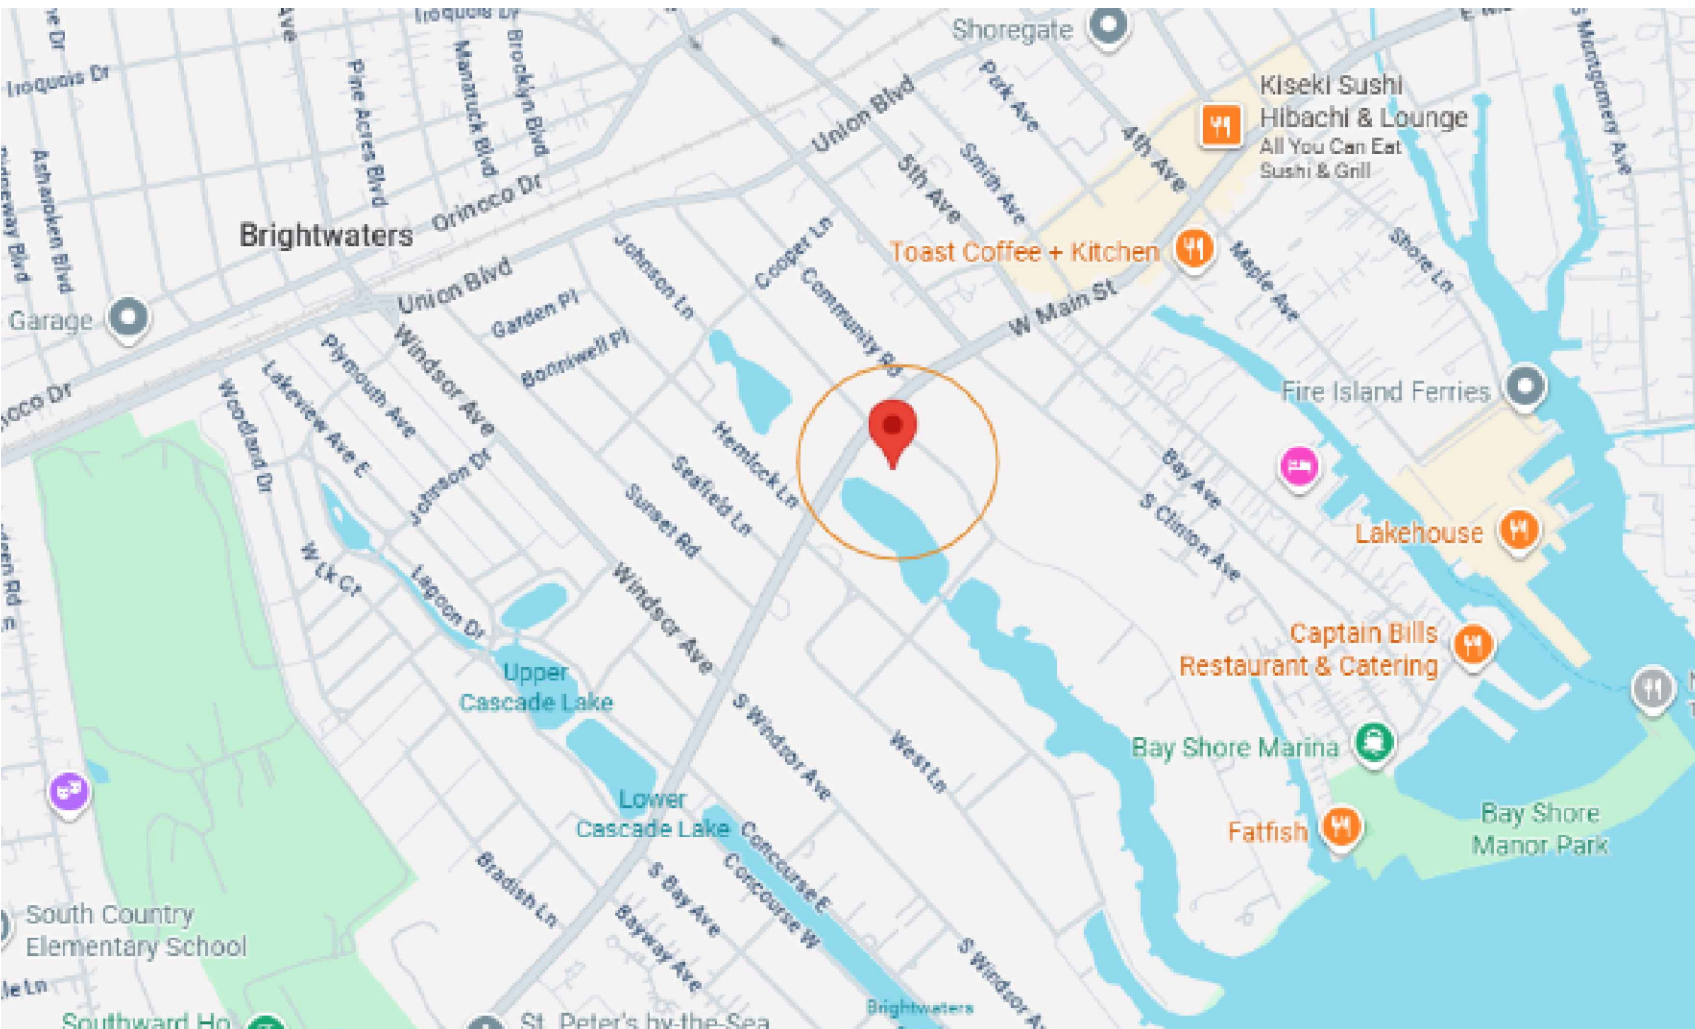 Iroquois Dr
Shoregate
Iroquois Dr
Pine Acres Blvd
Manatuck Blvd
Brooklyn Blvd
Ashawoken Blvd
Park Ave
S Montgomery Ave
Kiseki Sushi
Hibachi & Lounge
All You Can Eat
Sushi & Grill
Union Blvd
4th Ave
Smith Ave
5th Ave
Orinoco Dr
Brightwaters
Toast Coffee + Kitchen
Maple Ave
Shore Ln
Johnson Ln
Cooper Ln
Community Rd
Union Blvd
Garden Pl
Bonniwell Pl
W Main St
Garage
Windsor Ave
Plymouth Ave
Lakeview Ave E
Woodland Dr
Fire Island Ferries
Johnson Dr
Hemlock Ln
Seafield Ln
Sunset Rd
Bay Ave
S Clinton Ave
Lakehouse
W Lk Ct
Lagoon Dr
Windsor Ave
Captain Bills
Restaurant & Catering
Upper
Cascade Lake
S Windsor Ave
West Ln
Bay Shore Marina
Lower
Cascade Lake
Bay Shore
Manor Park
Fatfish
Concourse E
Concourse W
Bradish Ln
S Bay Ave
Bayway Ave
South Country
Elementary School
S Windsor Av
Brightwaters
Southward Ho
St. Peter's by-the-Sea